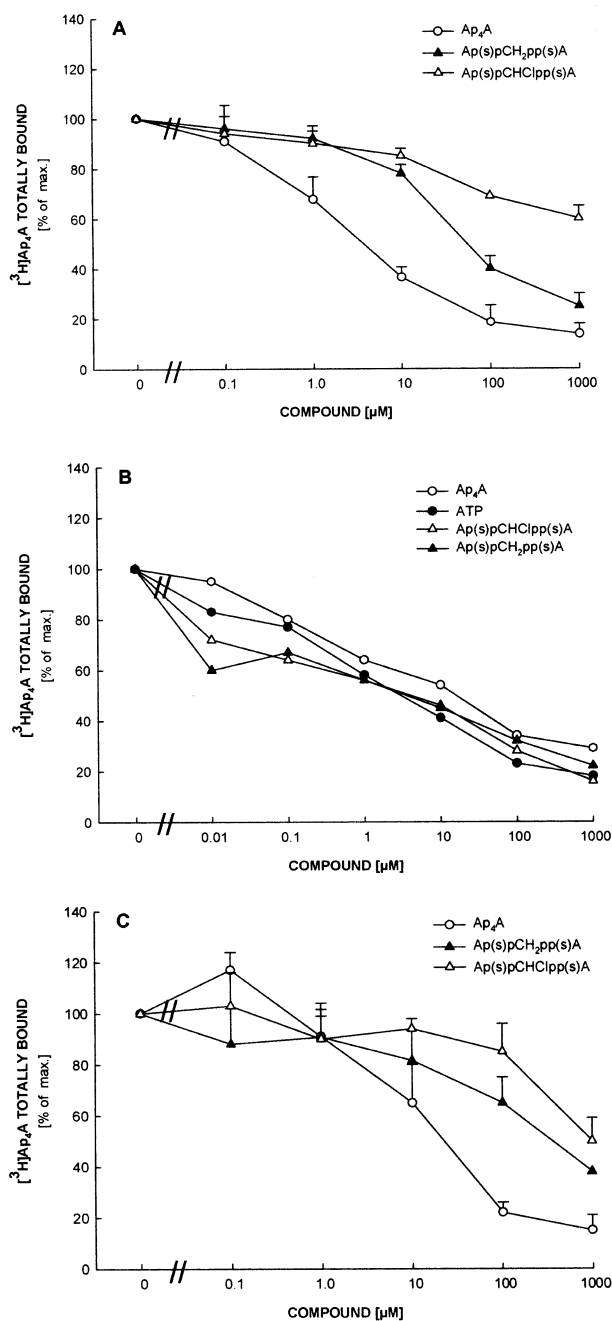 A
Ap₄A
Ap(s)pCH₂pp(s)A
Ap(s)pCHClpp(s)A
[³H]Ap₄A TOTALLY BOUND
[% of max.]
140
120
100
80
60
40
20
0
0 0.1 1.0 10 100 1000
COMPOUND [µM]
B
Ap₄A
ATP
Ap(s)pCHClpp(s)A
Ap(s)pCH₂pp(s)A
[³H]Ap₄A TOTALLY BOUND
[% of max.]
140
120
100
80
60
40
20
0
0 0.01 0.1 1 10 100 1000
COMPOUND [µM]
C
Ap₄A
Ap(s)pCH₂pp(s)A
Ap(s)pCHClpp(s)A
[³H]Ap₄A TOTALLY BOUND
[% of max.]
140
120
100
80
60
40
20
0
0 0.1 1.0 10 100 1000
COMPOUND [µM]